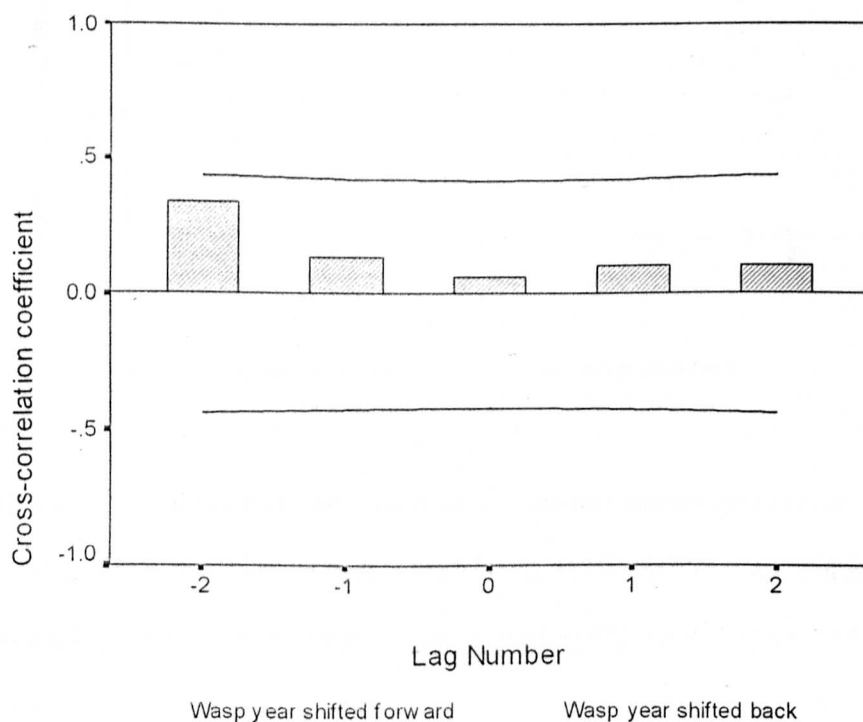 1.0
.5
0.0
-.5
-1.0
Cross-correlation coefficient
-2 -1 0 1 2
Lag Number
Wasp year shifted forward Wasp year shifted back